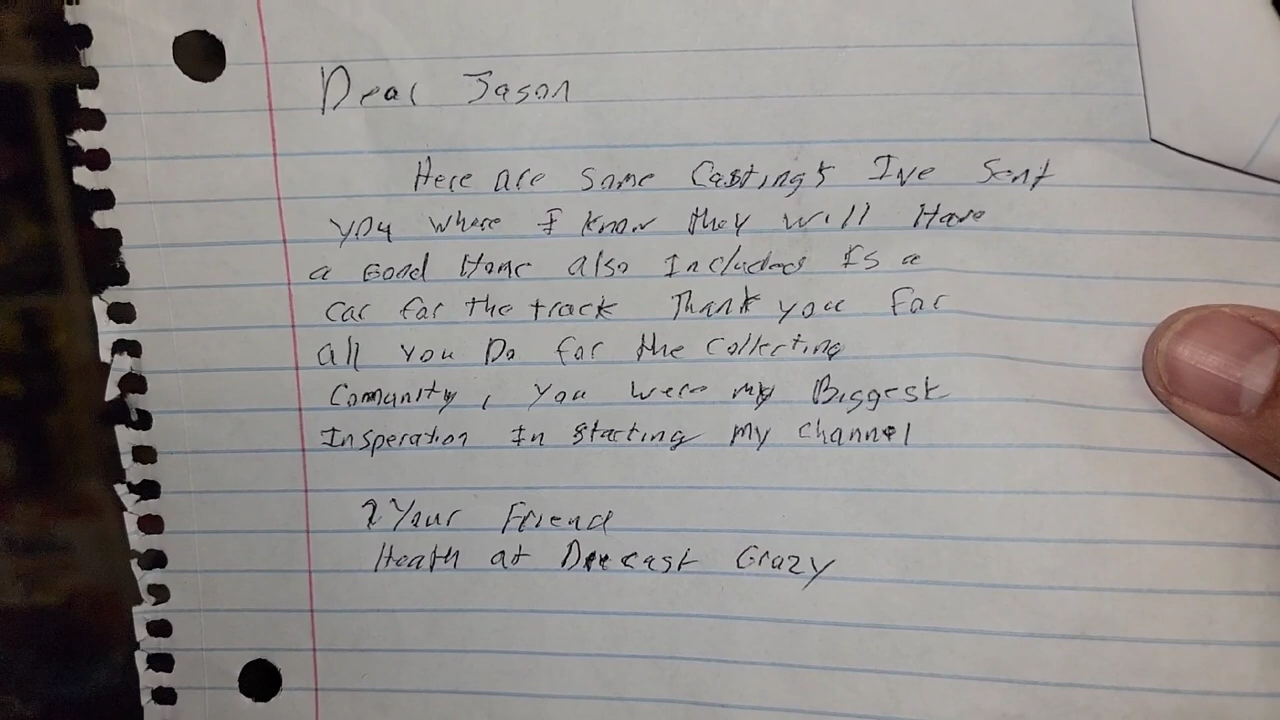 Dear Jason
Here are some Castings I've Sent
you where I know they will Have
a Good Home also Included Is a
car for the track Thank you For
all You Do for the collecting
Comunity, You were my Biggest
Insperation In starting my channel
Your Friend
Heath at Diecast Crazy